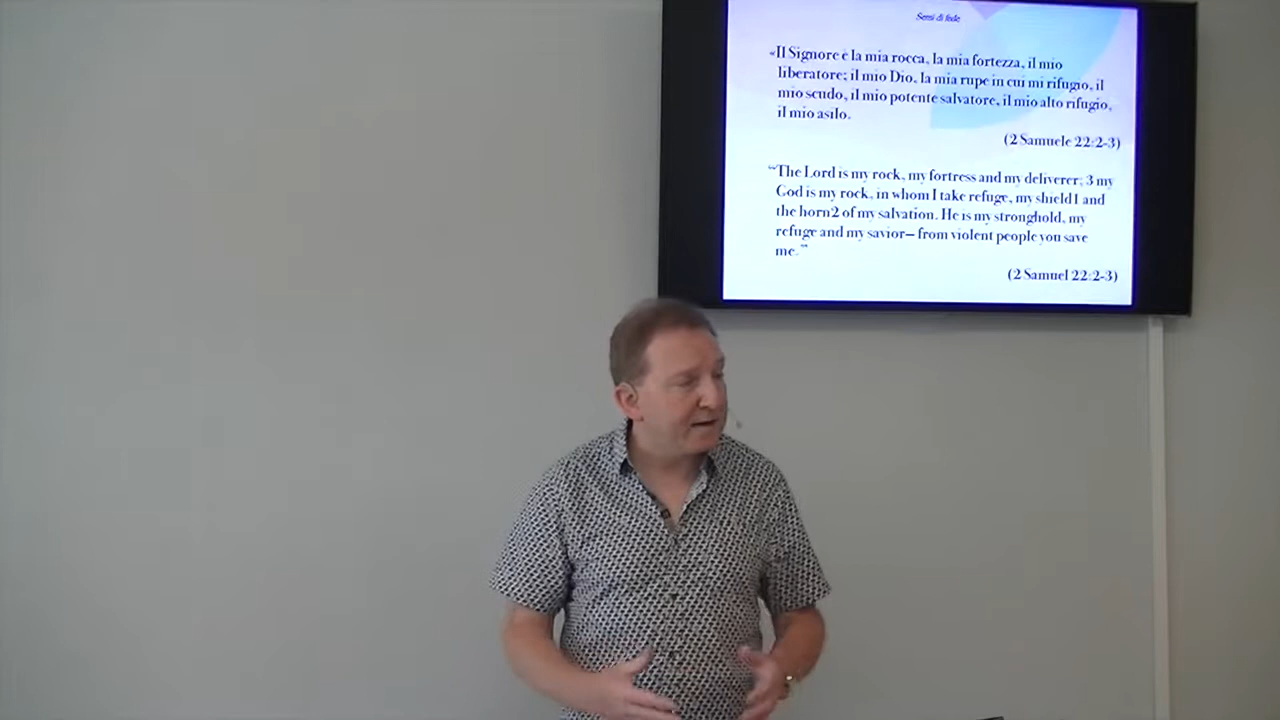 Semi di fede
«Il Signore è la mia rocca, la mia fortezza, il mio
liberatore; il mio Dio, la mia rupe in cui mi rifugio, il
mio scudo, il mio potente salvatore, il mio alto rifugio,
il mio asilo.
(2 Samuele 22:2-3)
“"The Lord is my rock, my fortress and my deliverer; 3 my
God is my rock, in whom I take refuge, my shield1 and
the horn2 of my salvation. He is my stronghold, my
refuge and my savior— from violent people you save
me.”"
(2 Samuel 22:2-3)